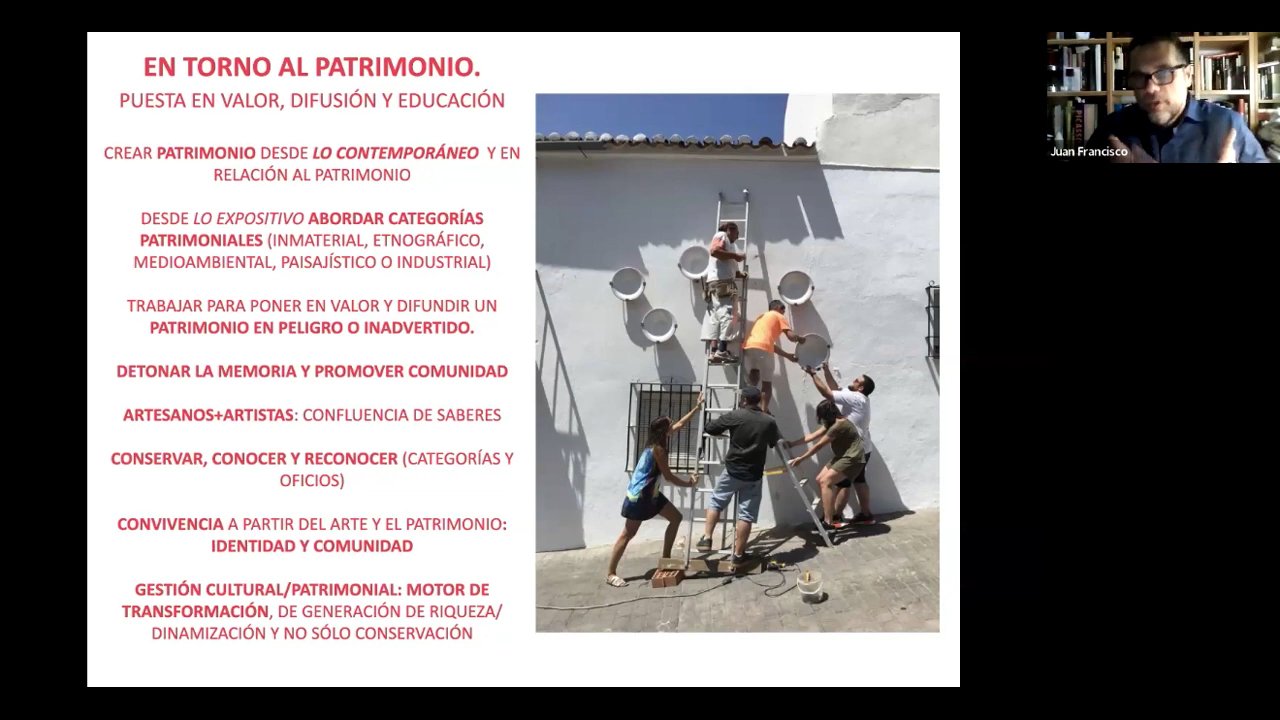 EN TORNO AL PATRIMONIO.
PUESTA EN VALOR, DIFUSIÓN Y EDUCACIÓN
CREAR PATRIMONIO DESDE LO CONTEMPORÁNEO Y EN
RELACIÓN AL PATRIMONIO
DESDE LO EXPOSITIVO ABORDAR CATEGORÍAS
PATRIMONIALES (INMATERIAL, ETNOGRÁFICO,
MEDIOAMBIENTAL, PAISAJÍSTICO O INDUSTRIAL)
TRABAJAR PARA PONER EN VALOR Y DIFUNDIR UN
PATRIMONIO EN PELIGRO O INADVERTIDO.
DETONAR LA MEMORIA Y PROMOVER COMUNIDAD
ARTESANOS+ARTISTAS: CONFLUENCIA DE SABERES
CONSERVAR, CONOCER Y RECONOCER (CATEGORÍAS Y
OFICIOS)
CONVIVENCIA A PARTIR DEL ARTE Y EL PATRIMONIO:
IDENTIDAD Y COMUNIDAD
GESTIÓN CULTURAL/PATRIMONIAL: MOTOR DE
TRANSFORMACIÓN, DE GENERACIÓN DE RIQUEZA/
DINAMIZACIÓN Y NO SÓLO CONSERVACIÓN
PICASSO
Juan Francisco